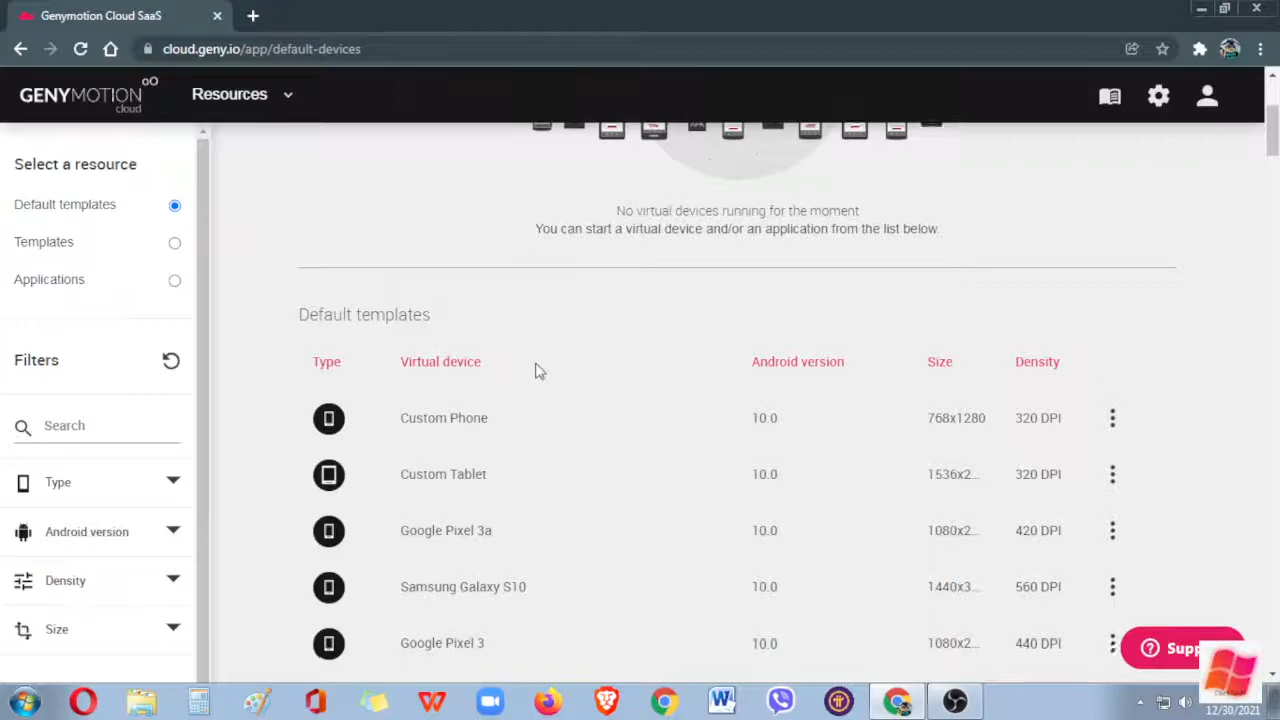 Genymotion Cloud SaaS
cloud.geny.io/app/default-devices
GENYMOTION
cloud
Resources
Select a resource
Default templates
Templates
Applications
Filters
Search
Type
Android version
Density
Size
No virtual devices running for the moment
You can start a virtual device and/or an application from the list below.
Default templates
Type Virtual device Android version Size Density
Custom Phone 10.0 768x1280 320 DPI
Custom Tablet 10.0 1536x2... 320 DPI
Google Pixel 3a 10.0 1080x2... 420 DPI
Samsung Galaxy S10 10.0 1440x3... 560 DPI
Google Pixel 3 10.0 1080x2... 440 DPI
Supp
12/30/2021